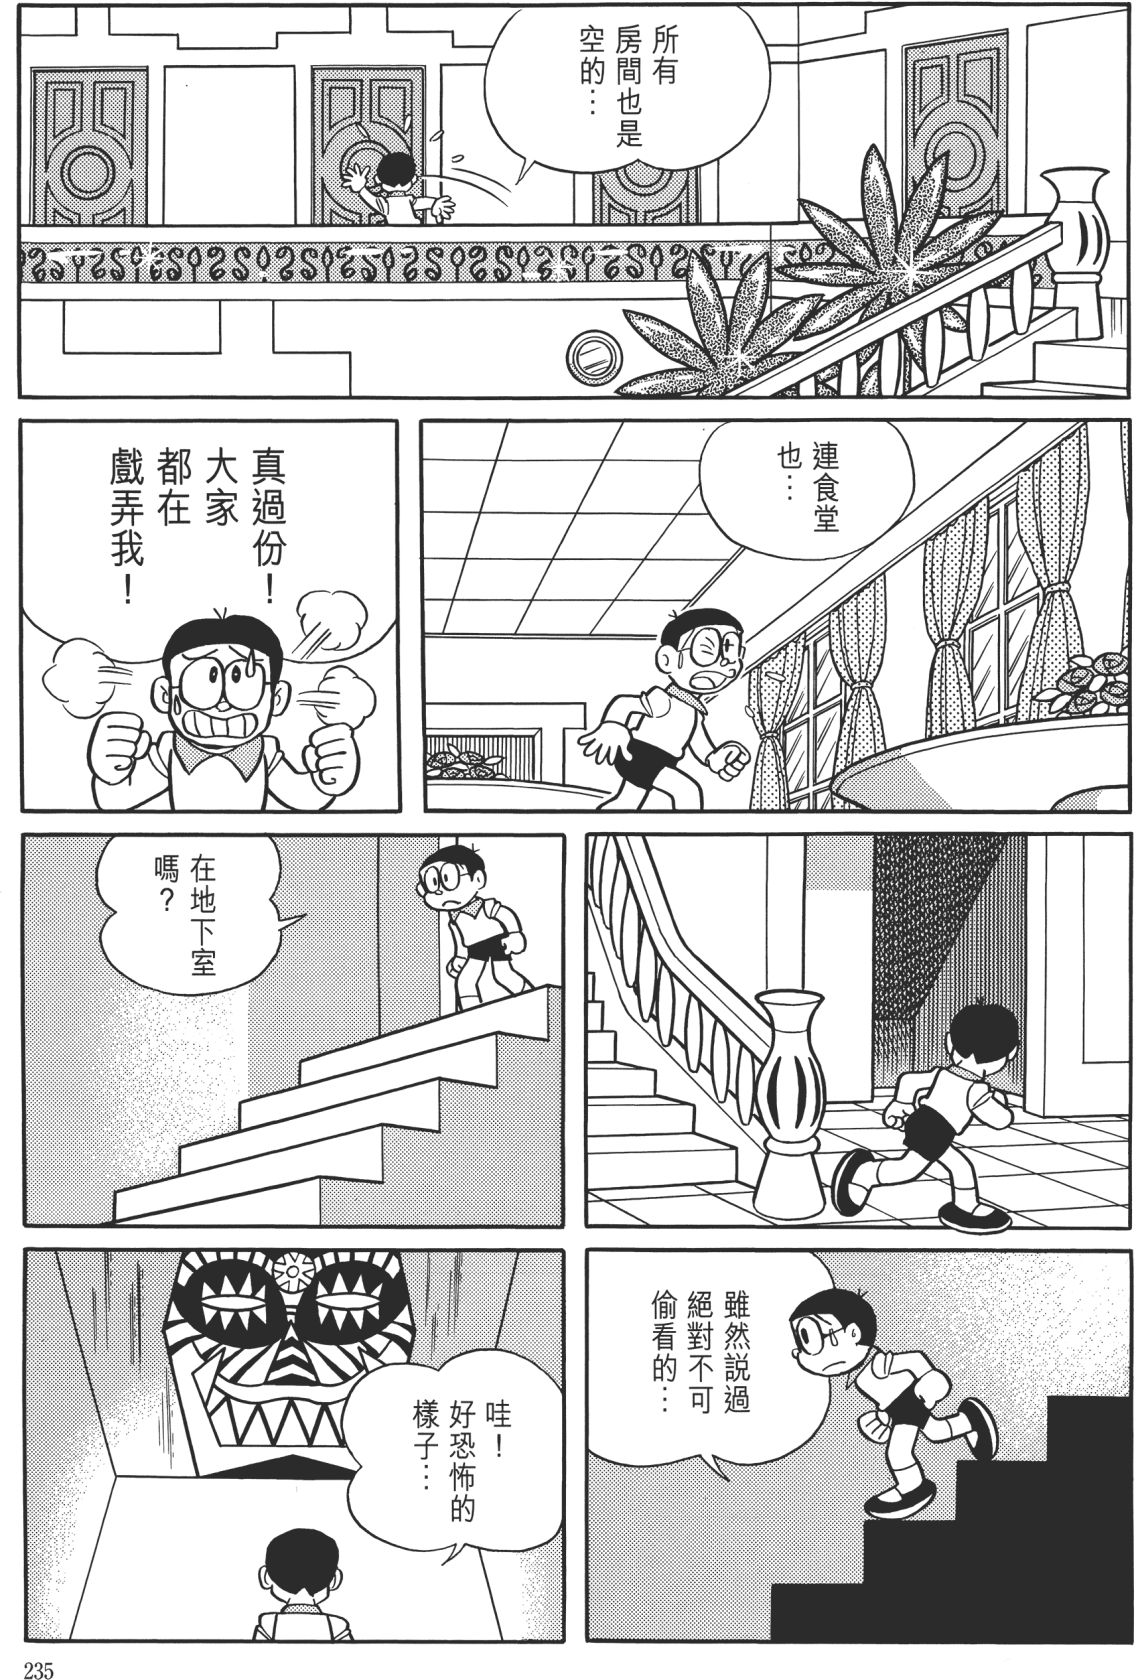 所有
房間也是
空的…
連食堂
也…
真過份！
大家
都在
戲弄我！
在地下室
嗎？
雖然說過
絕對不可
偷看的…
哇！
好恐怖的
樣子…
235